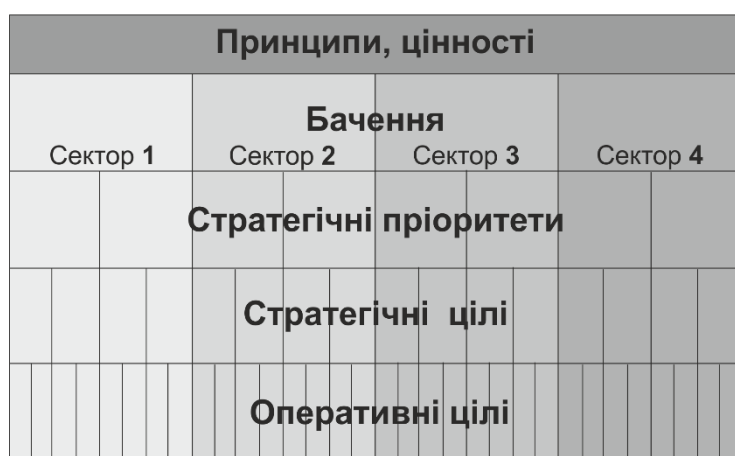 Принципи, цінності
Бачення
Сектор 1 Сектор 2 Сектор 3 Сектор 4
Стратегічні пріоритети
Стратегічні цілі
Оперативні цілі